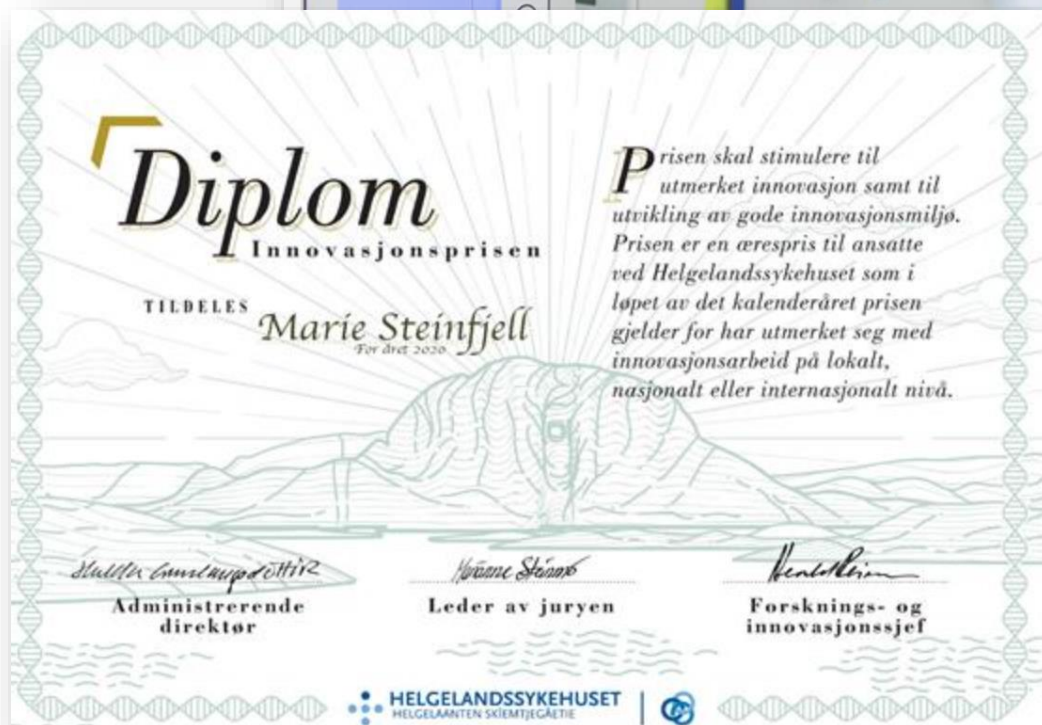 Diplom
Innovasjonsprisen
TILDELES
Marie Steinfjell
For året 2020
Prisen skal stimulere til
utmerket innovasjon samt til
utvikling av gode innovasjonsmiljø.
Prisen er en ærespris til ansatte
ved Helgelandssykehuset som i
løpet av det kalenderåret prisen
gjelder for har utmerket seg med
innovasjonsarbeid på lokalt,
nasjonalt eller internasjonalt nivå.
Administrerende
direktør
Leder av juryen
Forsknings- og
innovasjonssjef
HELGELANDSSYKEHUSET
HELGELAANTEN SKÏEMTJEGÅETIE